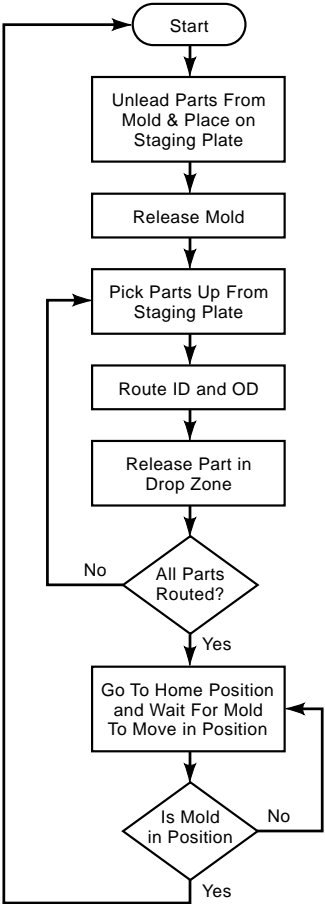 Start
Unlead Parts From
Mold & Place on
Staging Plate
Release Mold
Pick Parts Up From
Staging Plate
Route ID and OD
Release Part in
Drop Zone
All Parts
Routed?
No
Yes
Go To Home Position
and Wait For Mold
To Move in Position
Is Mold
in Position
No
Yes